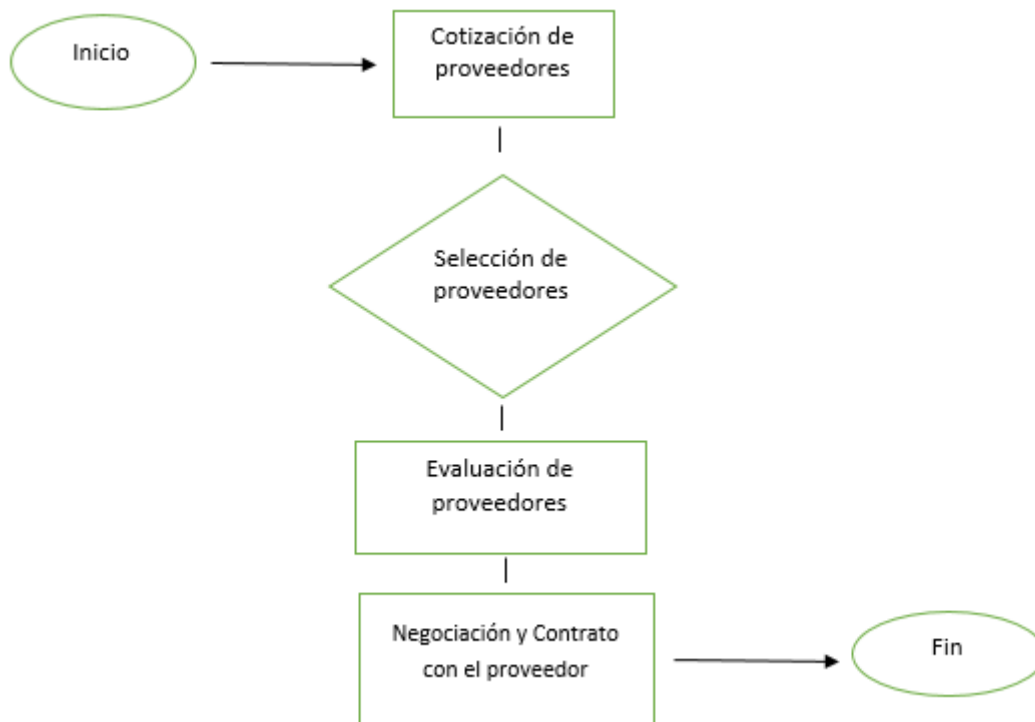 Inicio
Cotización de
proveedores
Selección de
proveedores
Evaluación de
proveedores
Negociación y Contrato
con el proveedor
Fin